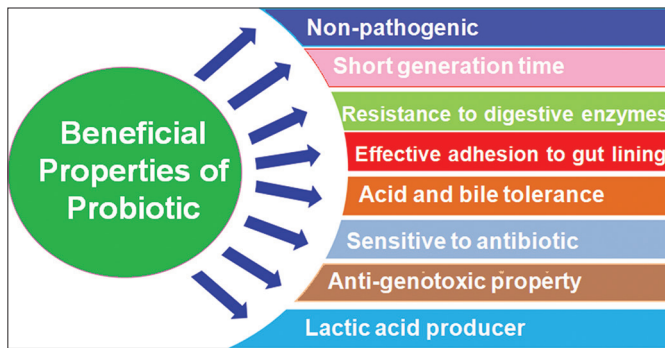 Beneficial
Properties of
Probiotic
Non-pathogenic
Short generation time
Resistance to digestive enzymes
Effective adhesion to gut lining
Acid and bile tolerance
Sensitive to antibiotic
Anti-genotoxic property
Lactic acid producer